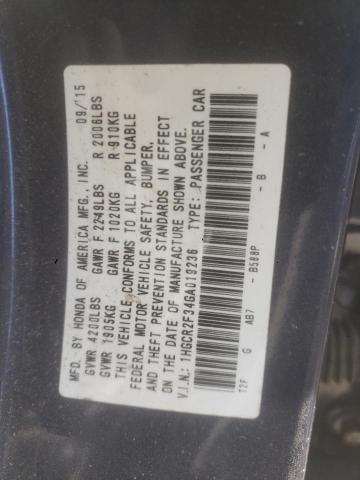 MFD. BY HONDA OF AMERICA MFG., INC. 09/15
GVWR 4200LBS GAWR F 2249LBS R 2006LBS
GVWR 1905KG GAWR F 1020KG R 910KG
THIS VEHICLE CONFORMS TO ALL APPLICABLE
FEDERAL MOTOR VEHICLE SAFETY, BUMPER,
AND THEFT PREVENTION STANDARDS IN EFFECT
ON THE DATE OF MANUFACTURE SHOWN ABOVE.
V.I.N.: 1HGCR2F34GA019236 TYPE: PASSENGER CAR
G AB7 - B588P - B - A
T2F